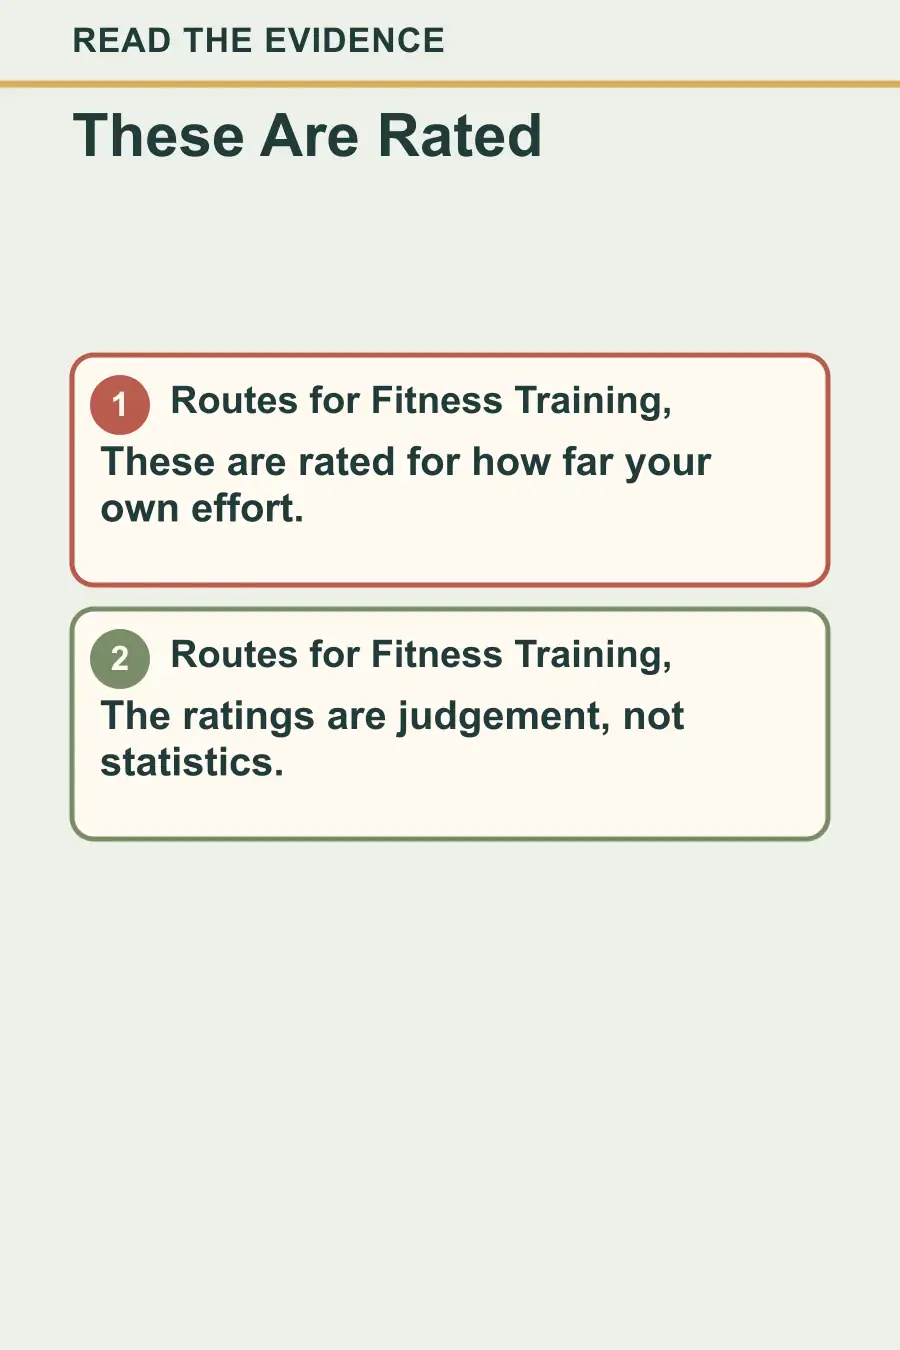 READ THE EVIDENCE
These Are Rated
1 Routes for Fitness Training,
These are rated for how far your
own effort.
2 Routes for Fitness Training,
The ratings are judgement, not
statistics.